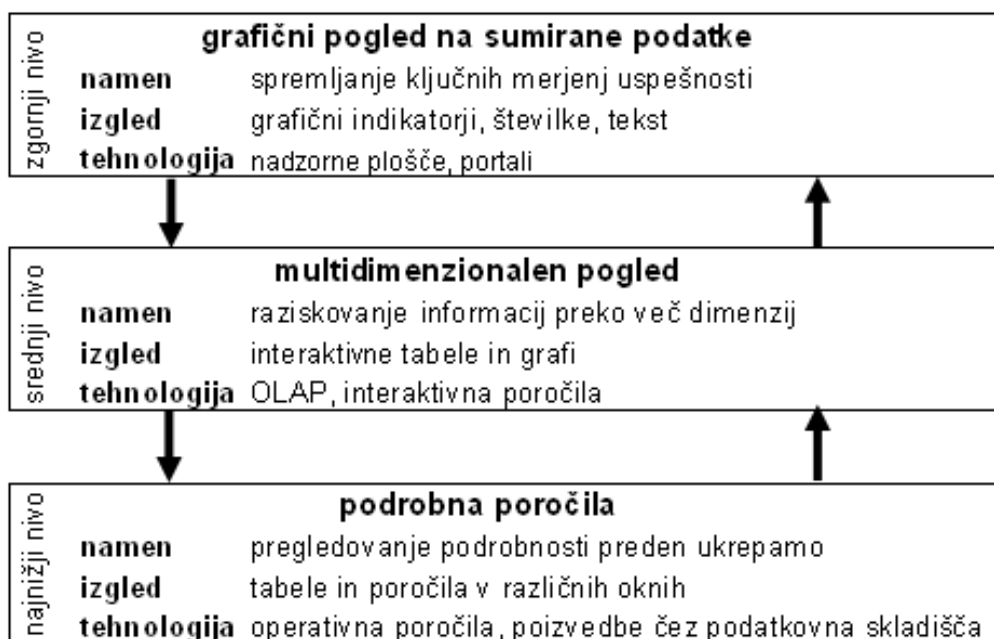 zgornji nivo
grafični pogled na sumirane podatke
namen spremljanje ključnih merjenj uspešnosti
izgled grafični indikatorji, številke, tekst
tehnologija nadzorne plošče, portali
srednji nivo
multidimenzionalen pogled
namen raziskovanje informacij preko več dimenzij
izgled interaktivne tabele in grafi
tehnologija OLAP, interaktivna poročila
najnižji nivo
podrobna poročila
namen pregledovanje podrobnosti preden ukrepamo
izgled tabele in poročila v različnih oknih
tehnologija operativna poročila, poizvedbe čez podatkovna skladišča